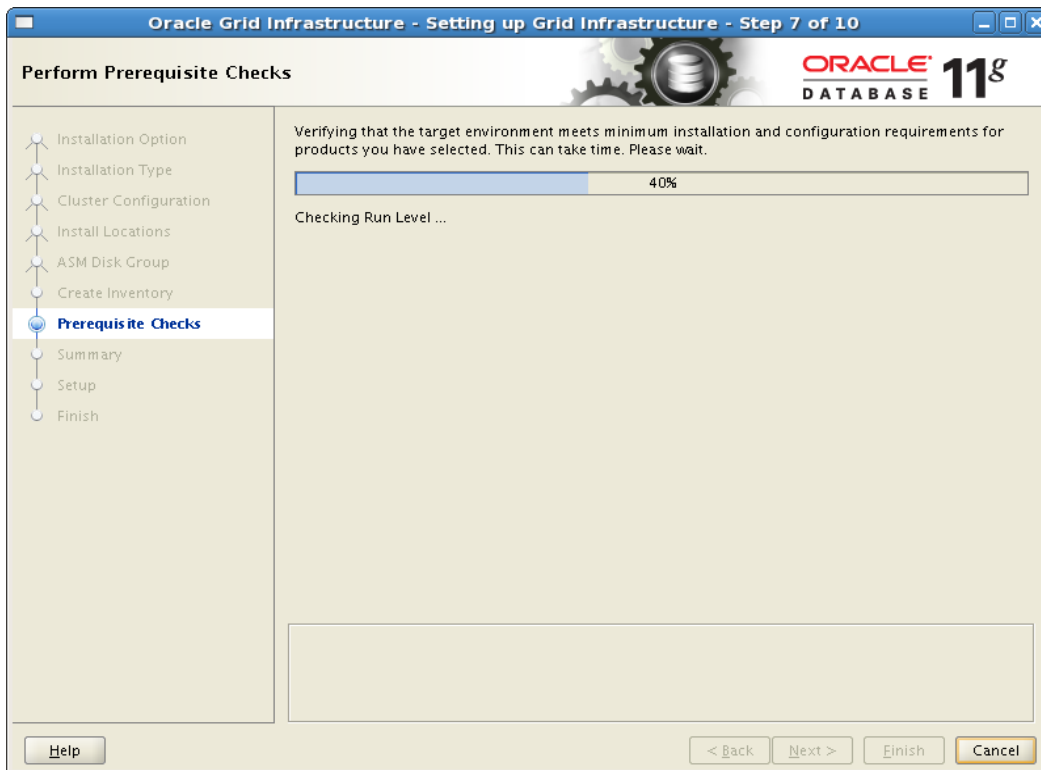 Oracle Grid Infrastructure - Setting up Grid Infrastructure - Step 7 of 10
Perform Prerequisite Checks
ORACLE®
DATABASE
11g
Installation Option
Installation Type
Cluster Configuration
Install Locations
ASM Disk Group
Create Inventory
Prerequisite Checks
Summary
Setup
Finish
Verifying that the target environment meets minimum installation and configuration requirements for
products you have selected. This can take time. Please wait.
40%
Checking Run Level ...
Help
< Back
Next >
Finish
Cancel